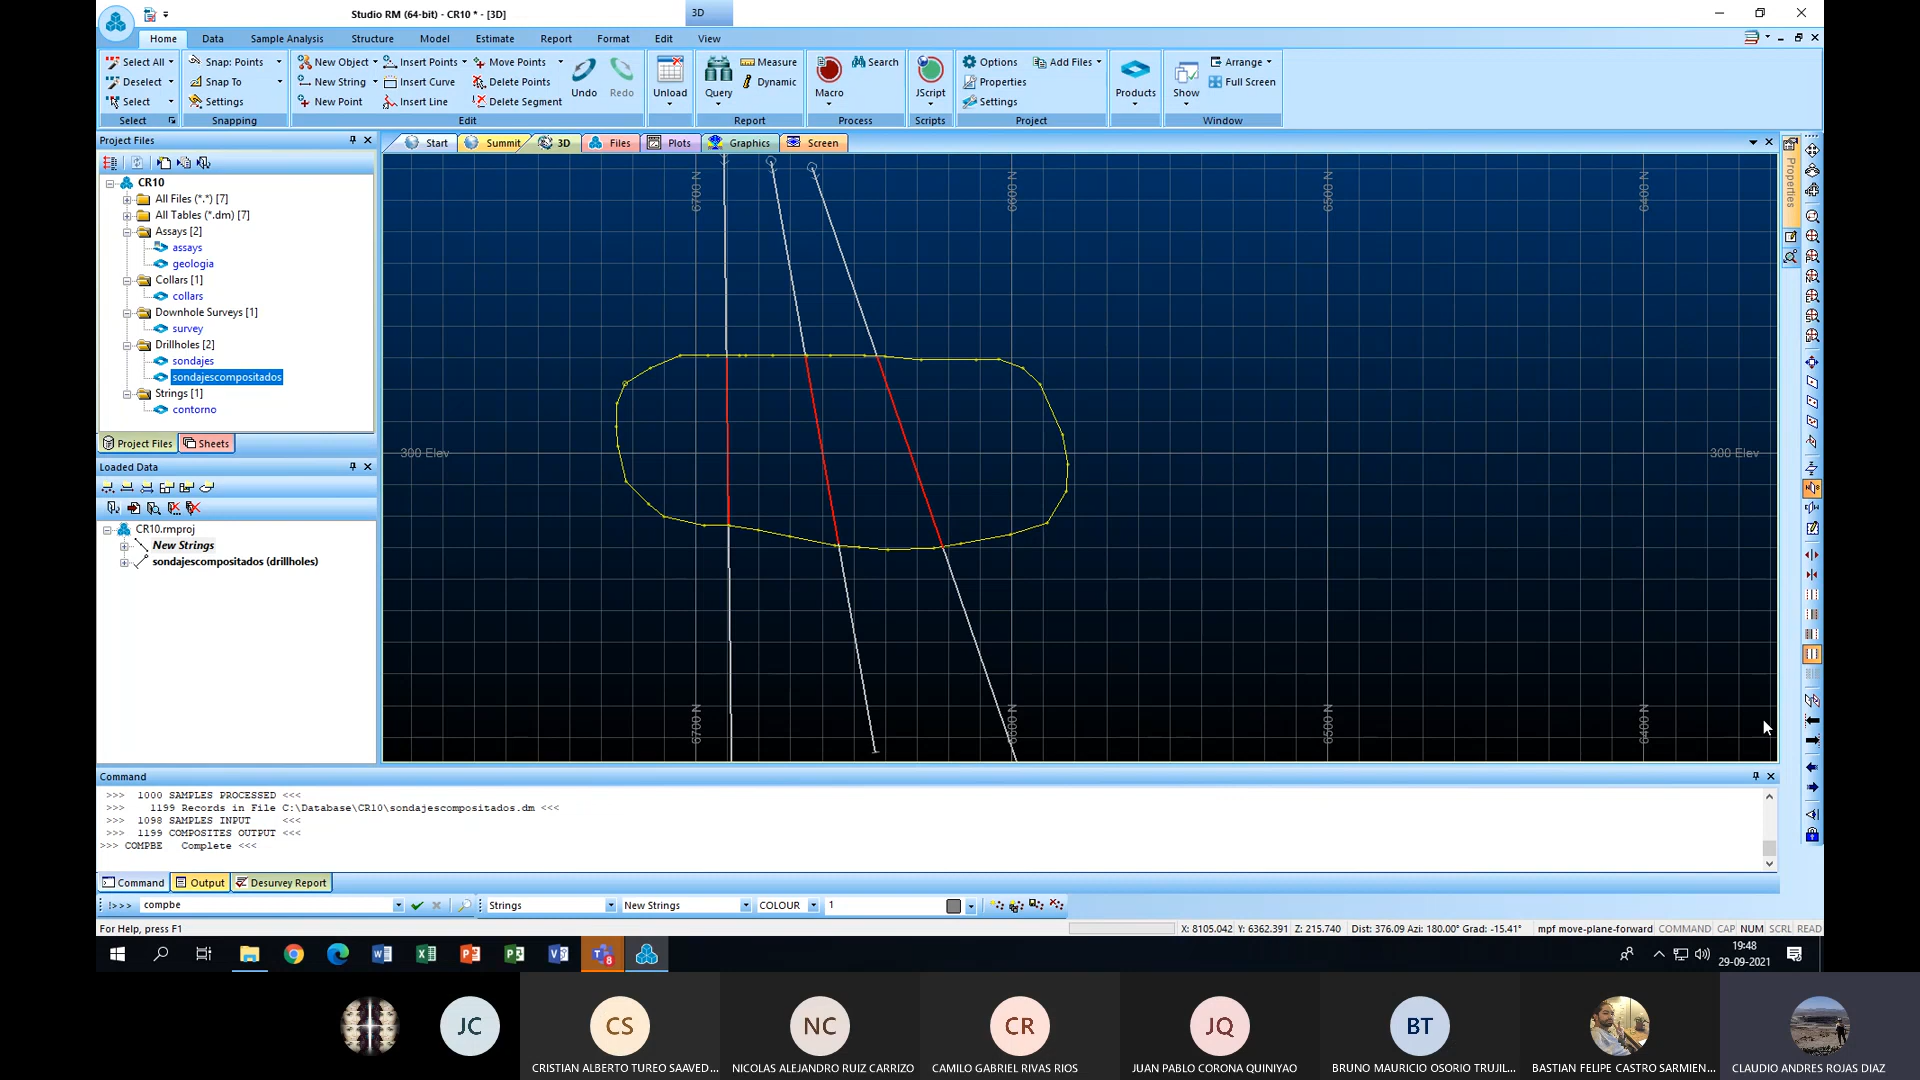 Studio RM (64-bit) - CR10 * - [3D]
3D
Home Data Sample Analysis Structure Model Estimate Report Format Edit View
Select All
Deselect
Select
Select
Snap: Points
Snap To
Settings
Snapping
New Object
New String
New Point
Insert Points
Insert Curve
Insert Line
Move Points
Delete Points
Delete Segment
Undo
Redo
Edit
Unload
Query
Measure
Dynamic
Report
Macro
Search
Process
JScript
Scripts
Options
Properties
Settings
Add Files
Project
Products
Show
Arrange
Full Screen
Window
Project Files
CR10
All Files (*.*) [7]
All Tables (*.dm) [7]
Assays [2]
assays
geologia
Collars [1]
collars
Downhole Surveys [1]
survey
Drillholes [2]
sondajes
sondajescompositados
Strings [1]
contorno
Project Files Sheets
Loaded Data
CR10.rmproj
New Strings
sondajescompositados (drillholes)
Start Summit 3D Files Plots Graphics Screen
Properties
6700 N 6600 N 6500 N 6400 N
300 Elev 300 Elev
6700 N 6600 N 6500 N 6400 N
Command
>>> 1000 SAMPLES PROCESSED <<<
>>> 1199 Records in File C:\Database\CR10\sondajescompositados.dm <<<
>>> 1098 SAMPLES INPUT <<<
>>> 1199 COMPOSITES OUTPUT <<<
>>> COMPBE Complete <<<
Command Output Desurvey Report
!>>> compbe Strings New Strings COLOUR 1
For Help, press F1
X: 8105.042 Y: 6362.391 Z: 215.740 Dist: 376.09 Azi: 180.00° Grad: -15.41° mpf move-plane-forward COMMAND CAP NUM SCRL READ
19:48
29-09-2021
JC
CS
NC
CR
JQ
BT
CRISTIAN ALBERTO TUREO SAAVED...
NICOLAS ALEJANDRO RUIZ CARRIZO
CAMILO GABRIEL RIVAS RIOS
JUAN PABLO CORONA QUINIYAO
BRUNO MAURICIO OSORIO TRUJIL...
BASTIAN FELIPE CASTRO SARMIEN...
CLAUDIO ANDRES ROJAS DIAZ